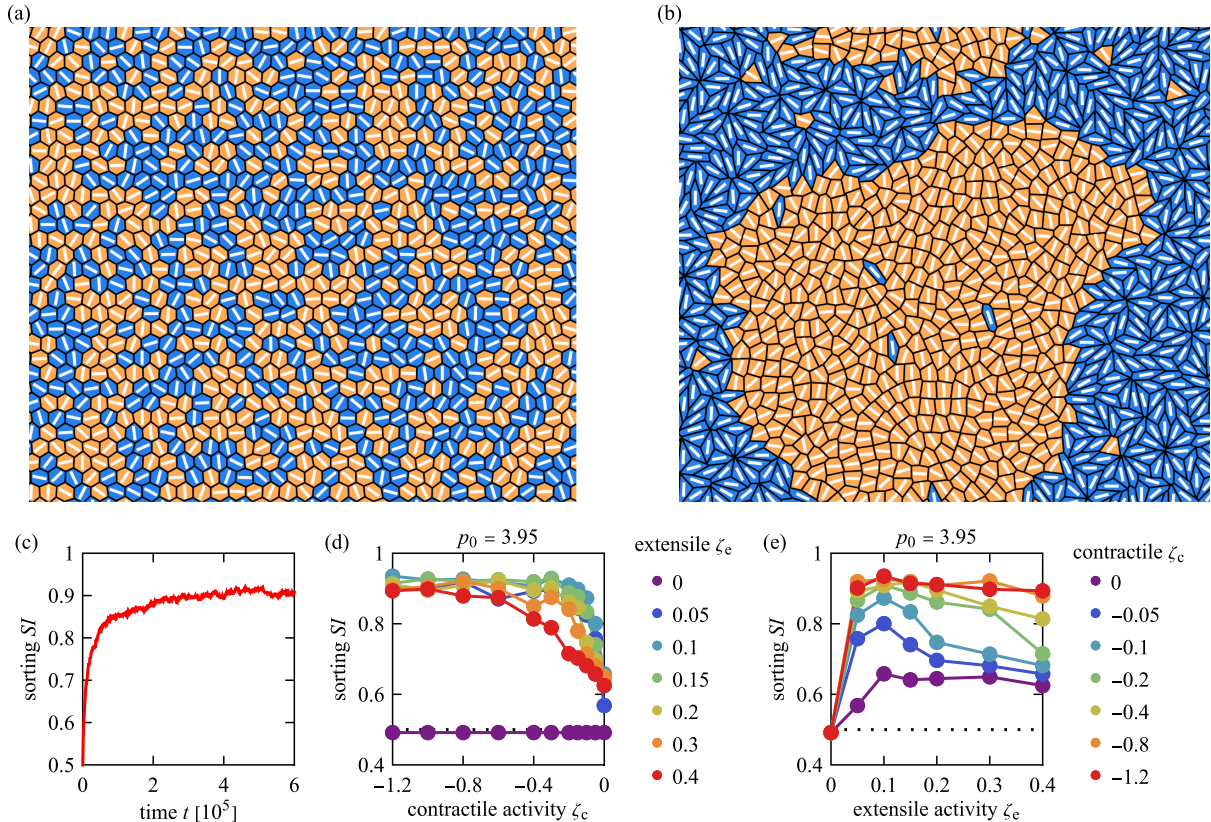 (a)
(b)
(c)
1
0.9
0.8
0.7
0.6
0.5
sorting SI
0
2
4
6
time t [10⁵]
(d)
p₀ = 3.95
1
0.8
0.6
0.4
sorting SI
−1.2
−0.8
−0.4
0
contractile activity ζc
extensile ζe
0
0.05
0.1
0.15
0.2
0.3
0.4
(e)
p₀ = 3.95
1
0.8
0.6
0.4
sorting SI
0
0.1
0.2
0.3
0.4
extensile activity ζe
contractile ζc
0
−0.05
−0.1
−0.2
−0.4
−0.8
−1.2